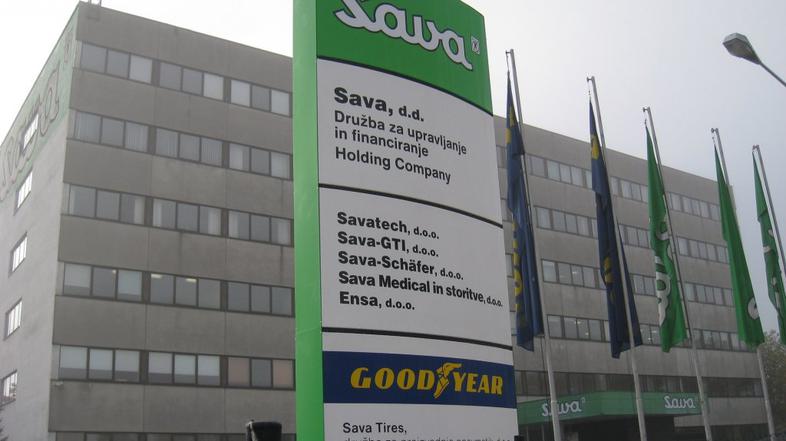 Sava
Sava, d.d.
Družba za upravljanje
in financiranje
Holding Company
Savatech, d.o.o.
Sava-GTI, d.o.o.
Sava-Schäfer, d.o.o.
Sava Medical in storitve, d.o.o.
Ensa, d.o.o.
GOODYEAR
Sava Tires,
Sava
Sava